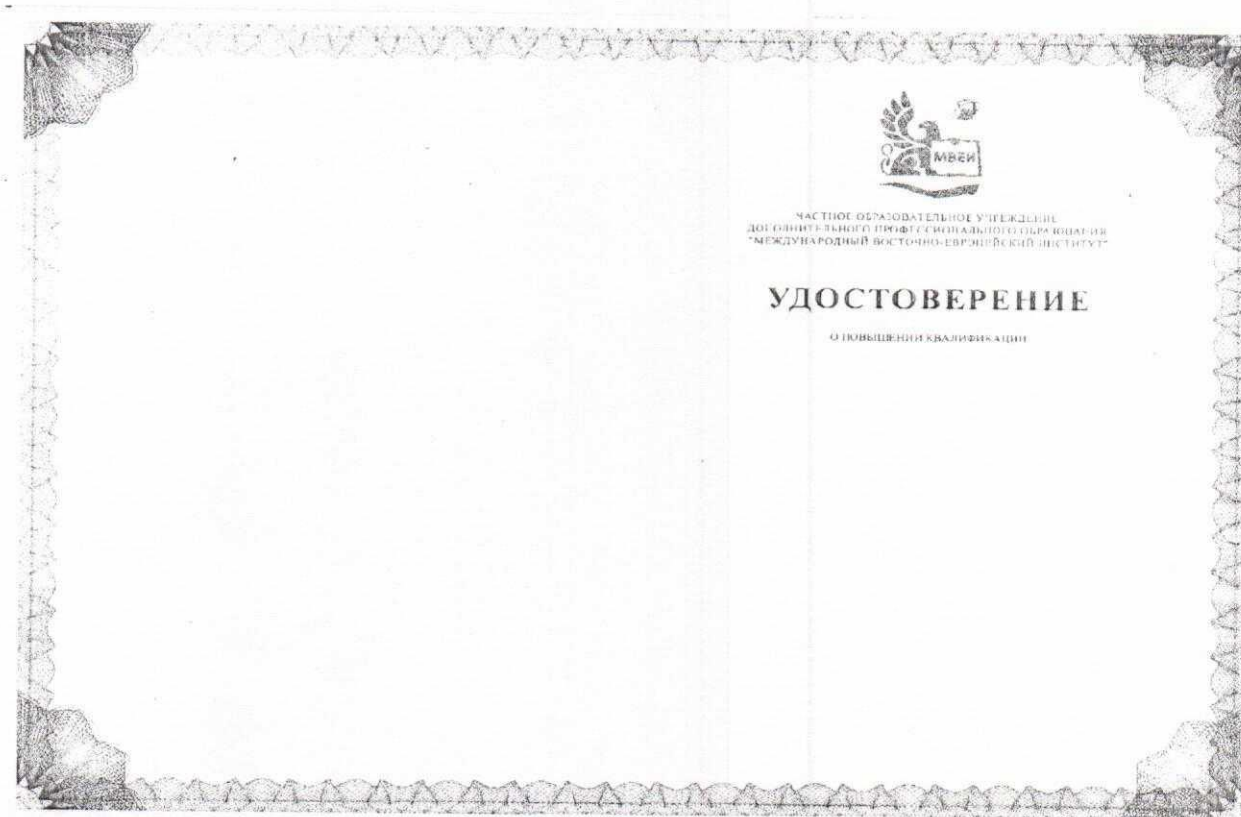 МВЕИ
ЧАСТНОЕ ОБРАЗОВАТЕЛЬНОЕ УЧРЕЖДЕНИЕ
ДОПОЛНИТЕЛЬНОГО ПРОФЕССИОНАЛЬНОГО ОБРАЗОВАНИЯ
"МЕЖДУНАРОДНЫЙ ВОСТОЧНО-ЕВРОПЕЙСКИЙ ИНСТИТУТ"
УДОСТОВЕРЕНИЕ
О ПОВЫШЕНИИ КВАЛИФИКАЦИИ